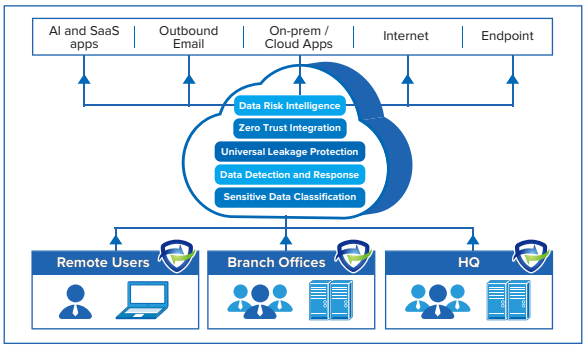 AI and SaaS
apps
Outbound
Email
On-prem /
Cloud Apps
Internet
Endpoint
Data Risk Intelligence
Zero Trust Integration
Universal Leakage Protection
Data Detection and Response
Sensitive Data Classification
Remote Users
Branch Offices
HQ